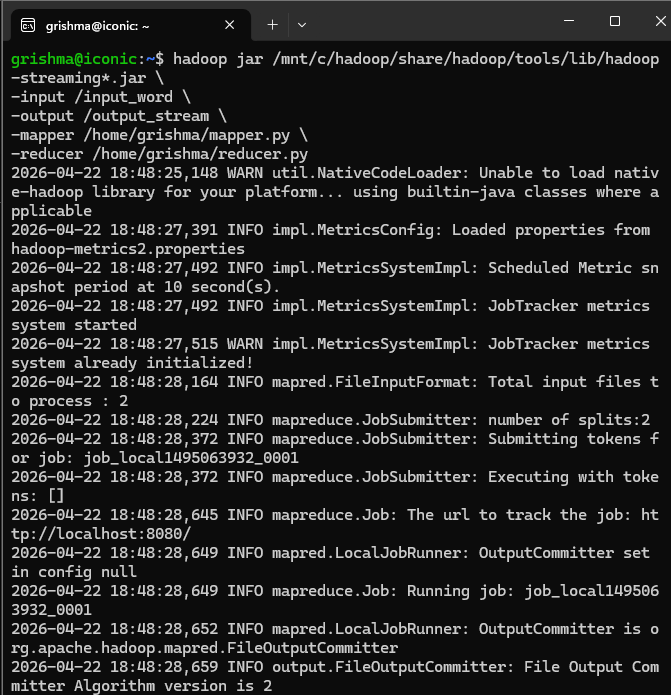 grishma@iconic: ~
grishma@iconic:~$ hadoop jar /mnt/c/hadoop/share/hadoop/tools/lib/hadoop
-streaming*.jar \
-input /input_word \
-output /output_stream \
-mapper /home/grishma/mapper.py \
-reducer /home/grishma/reducer.py
2026-04-22 18:48:25,148 WARN util.NativeCodeLoader: Unable to load nativ
e-hadoop library for your platform... using builtin-java classes where a
pplicable
2026-04-22 18:48:27,391 INFO impl.MetricsConfig: Loaded properties from
hadoop-metrics2.properties
2026-04-22 18:48:27,492 INFO impl.MetricsSystemImpl: Scheduled Metric sn
apshot period at 10 second(s).
2026-04-22 18:48:27,492 INFO impl.MetricsSystemImpl: JobTracker metrics
system started
2026-04-22 18:48:27,515 WARN impl.MetricsSystemImpl: JobTracker metrics
system already initialized!
2026-04-22 18:48:28,164 INFO mapred.FileInputFormat: Total input files t
o process : 2
2026-04-22 18:48:28,224 INFO mapreduce.JobSubmitter: number of splits:2
2026-04-22 18:48:28,372 INFO mapreduce.JobSubmitter: Submitting tokens f
or job: job_local1495063932_0001
2026-04-22 18:48:28,372 INFO mapreduce.JobSubmitter: Executing with toke
ns: []
2026-04-22 18:48:28,645 INFO mapreduce.Job: The url to track the job: ht
tp://localhost:8080/
2026-04-22 18:48:28,649 INFO mapred.LocalJobRunner: OutputCommitter set
in config null
2026-04-22 18:48:28,649 INFO mapreduce.Job: Running job: job_local149506
3932_0001
2026-04-22 18:48:28,652 INFO mapred.LocalJobRunner: OutputCommitter is o
rg.apache.hadoop.mapred.FileOutputCommitter
2026-04-22 18:48:28,659 INFO output.FileOutputCommitter: File Output Com
mitter Algorithm version is 2